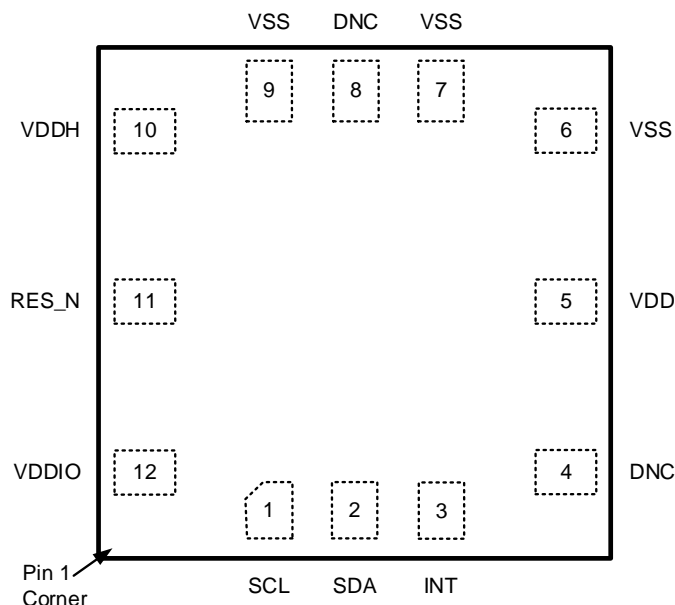 VSS DNC VSS
9 8 7
VDDH 10 6 VSS
RES_N 11 5 VDD
VDDIO 12 4 DNC
1 2 3
Pin 1
Corner
SCL SDA INT